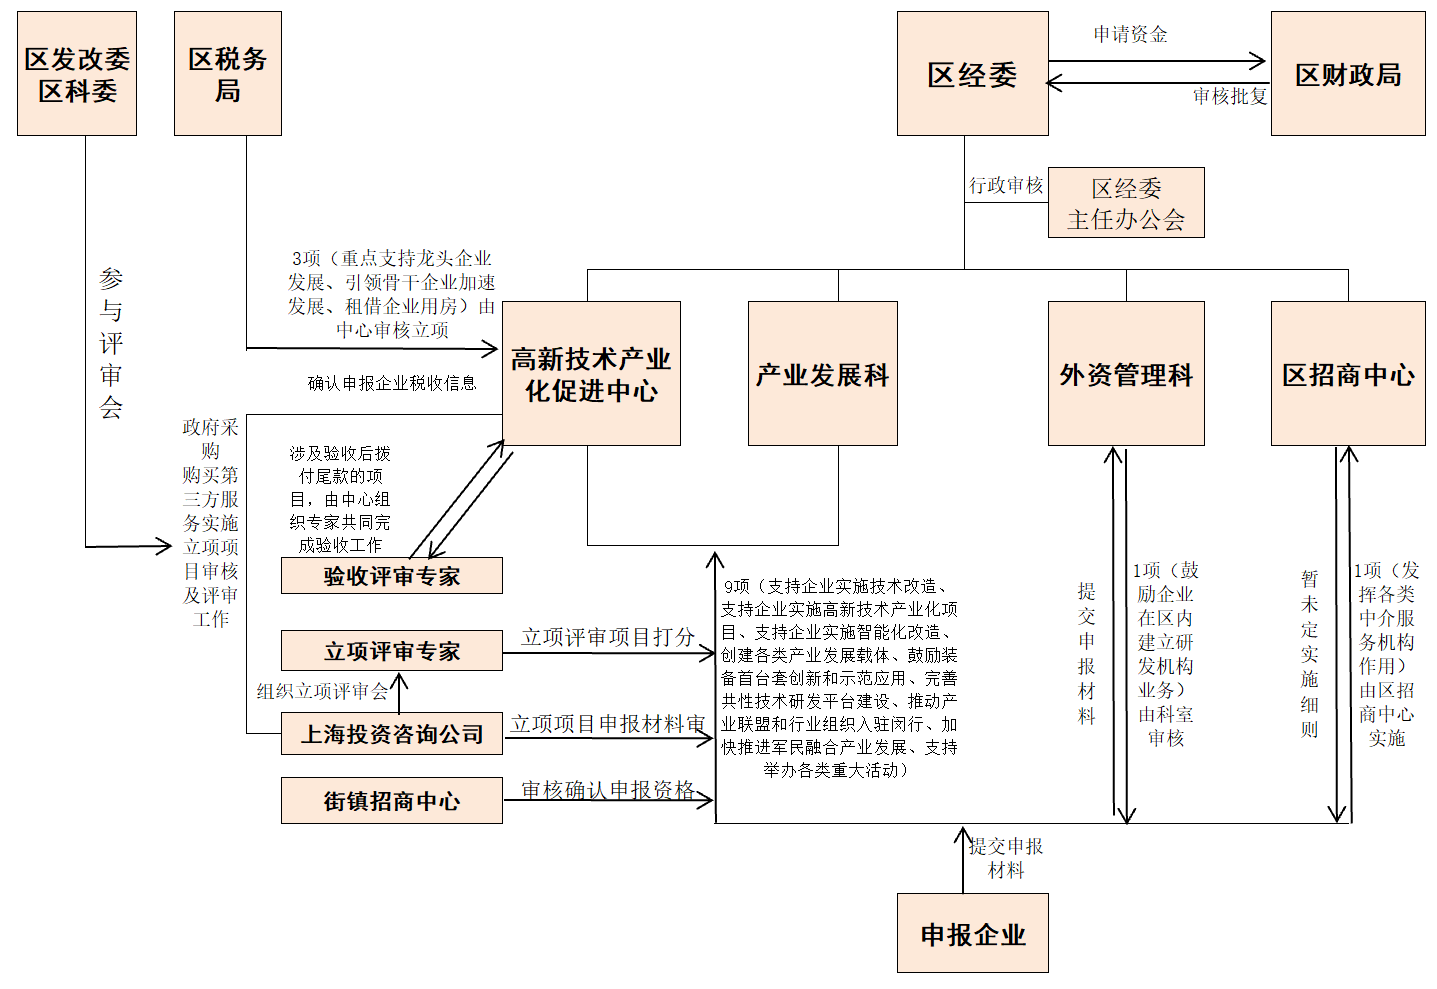 区发改委
区科委
区税务
局
区经委
申请资金
审核批复
区财政局
行政审核
区经委
主任办公会
参
与
评
审
会
3项（重点支持龙头企业
发展、引领骨干企业加速
发展、租借企业用房）由
中心审核立项
确认申报企业税收信息
高新技术产业
化促进中心
产业发展科
外资管理科
区招商中心
政府采
购
购买第
三方服
务实施
立项项
目审核
及评审
工作
涉及验收后拨
付尾款的项
目，由中心组
织专家共同完
成验收工作
验收评审专家
立项评审专家
立项评审项目打分
组织立项评审会
上海投资咨询公司
立项项目申报材料审
街镇招商中心
审核确认申报资格
9项（支持企业实施技术改造、
支持企业实施高新技术产业化项
目、支持企业实施智能化改造、
创建各类产业发展载体、鼓励装
备首台套创新和示范应用、完善
共性技术研发平台建设、推动产
业联盟和行业组织入驻闵行、加
快推进军民融合产业发展、支持
举办各类重大活动）
提
交
申
报
材
料
1项（鼓
励企业
在区内
建立研
发机构
业务）
由科室
审核
暂
未
定
实
施
细
则
1项（发
挥各类
中介服
务机构
作用）
由区招
商中心
实施
提交申报
材料
申报企业